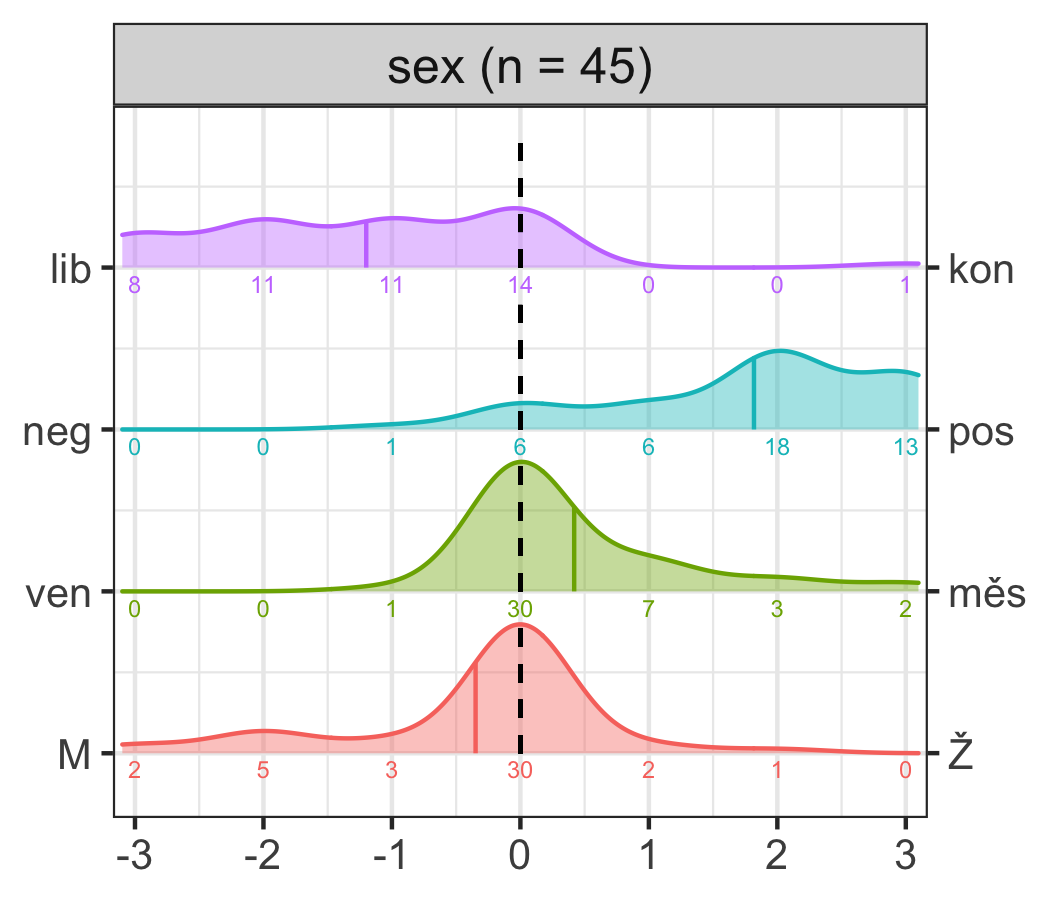 sex (n = 45)
lib kon
8 11 11 14 0 0 1
neg pos
0 0 1 6 6 18 13
ven měs
0 0 1 30 7 3 2
M Ž
2 5 3 30 2 1 0
-3 -2 -1 0 1 2 3